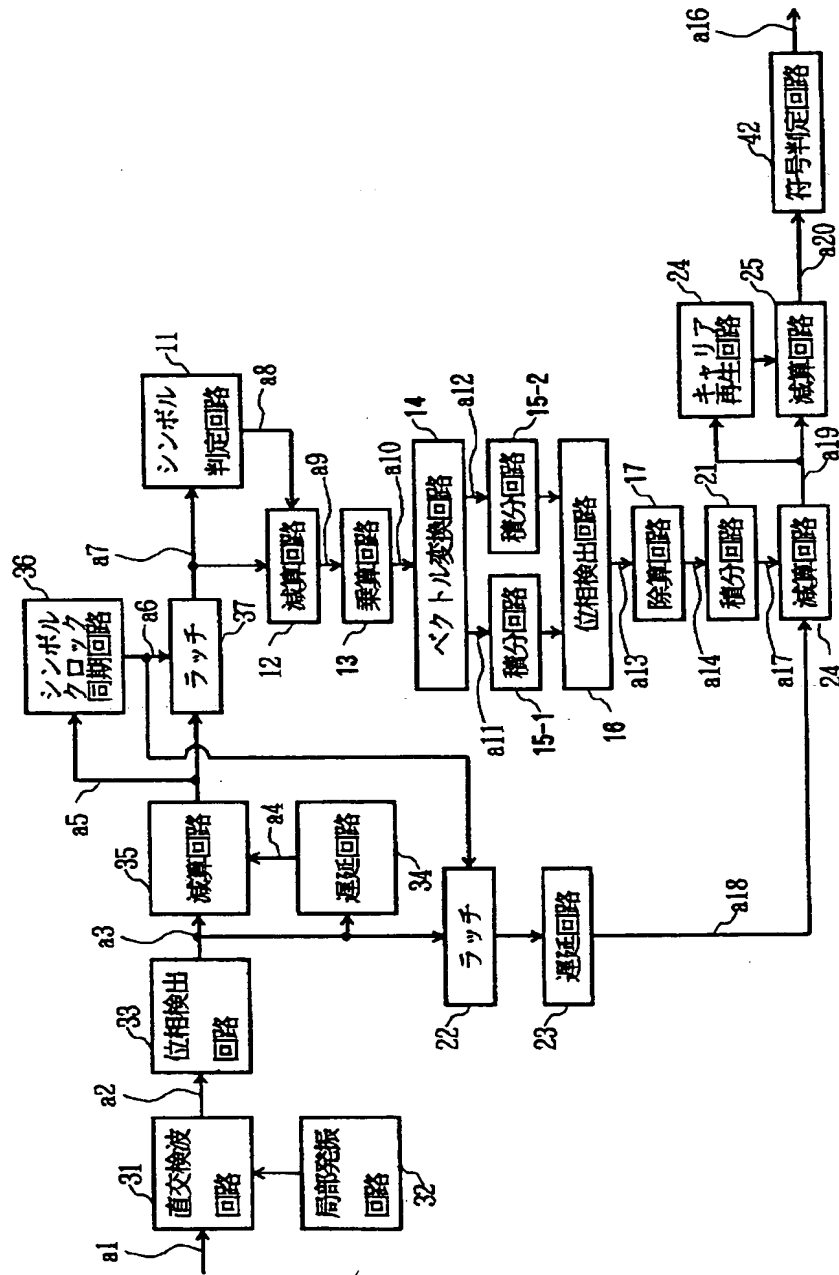 a1
31
直交検波
回路
局部発振
回路
32
a2
33
位相検出
回路
a3
35
減算回路
a4
遅延回路
34
a5
シンボル
クロック
同期回路
36
a6
ラッチ
37
a7
シンボル
判定回路
11
a8
減算回路
12
a9
乗算回路
13
a10
ベクトル変換回路
14
a11
a12
積分回路
15-1
積分回路
15-2
位相検出回路
16
a13
除算回路
17
a14
積分回路
21
a17
減算回路
24
ラッチ
22
遅延回路
23
a18
a19
キャリア
再生回路
24
減算回路
25
a20
符号判定回路
42
a16